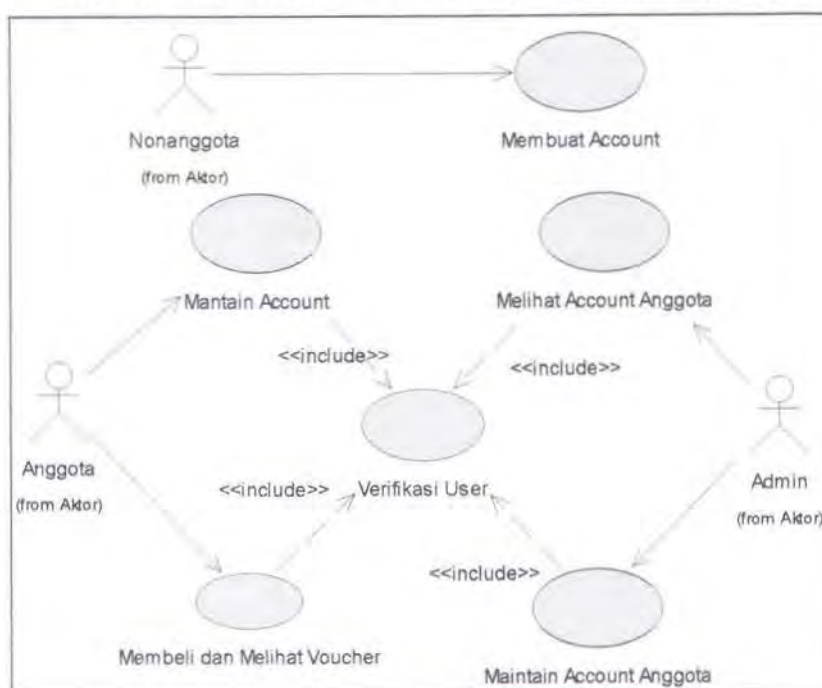 Nonanggota
(from Aktor)
Membuat Account
Mantain Account
Melihat Account Anggota
<<include>>
<<include>>
Anggota
(from Aktor)
<<include>>
Verifikasi User
Admin
(from Aktor)
<<include>>
Membeli dan Melihat Voucher
Maintain Account Anggota